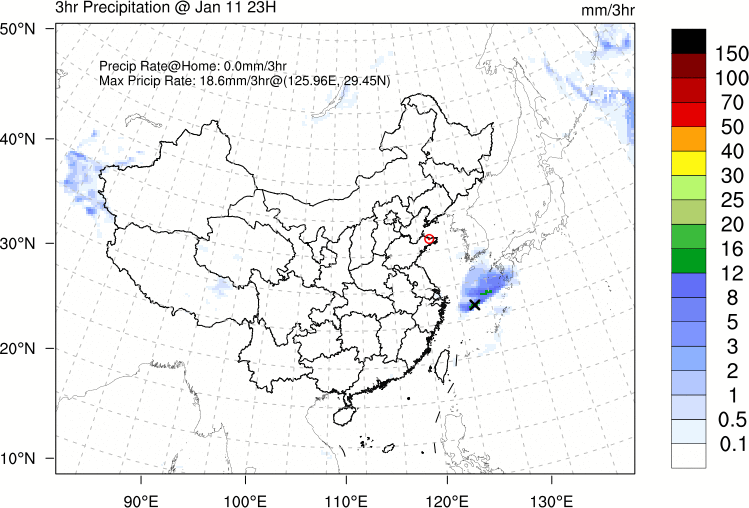 3hr Precipitation @ Jan 11 23H
mm/3hr
Precip Rate@Home: 0.0mm/3hr
Max Pricip Rate: 18.6mm/3hr@(125.96E, 29.45N)
50°N
40°N
30°N
20°N
10°N
90°E
100°E
110°E
120°E
130°E
150
100
70
50
40
30
25
20
16
12
8
5
3
2
1
0.5
0.1